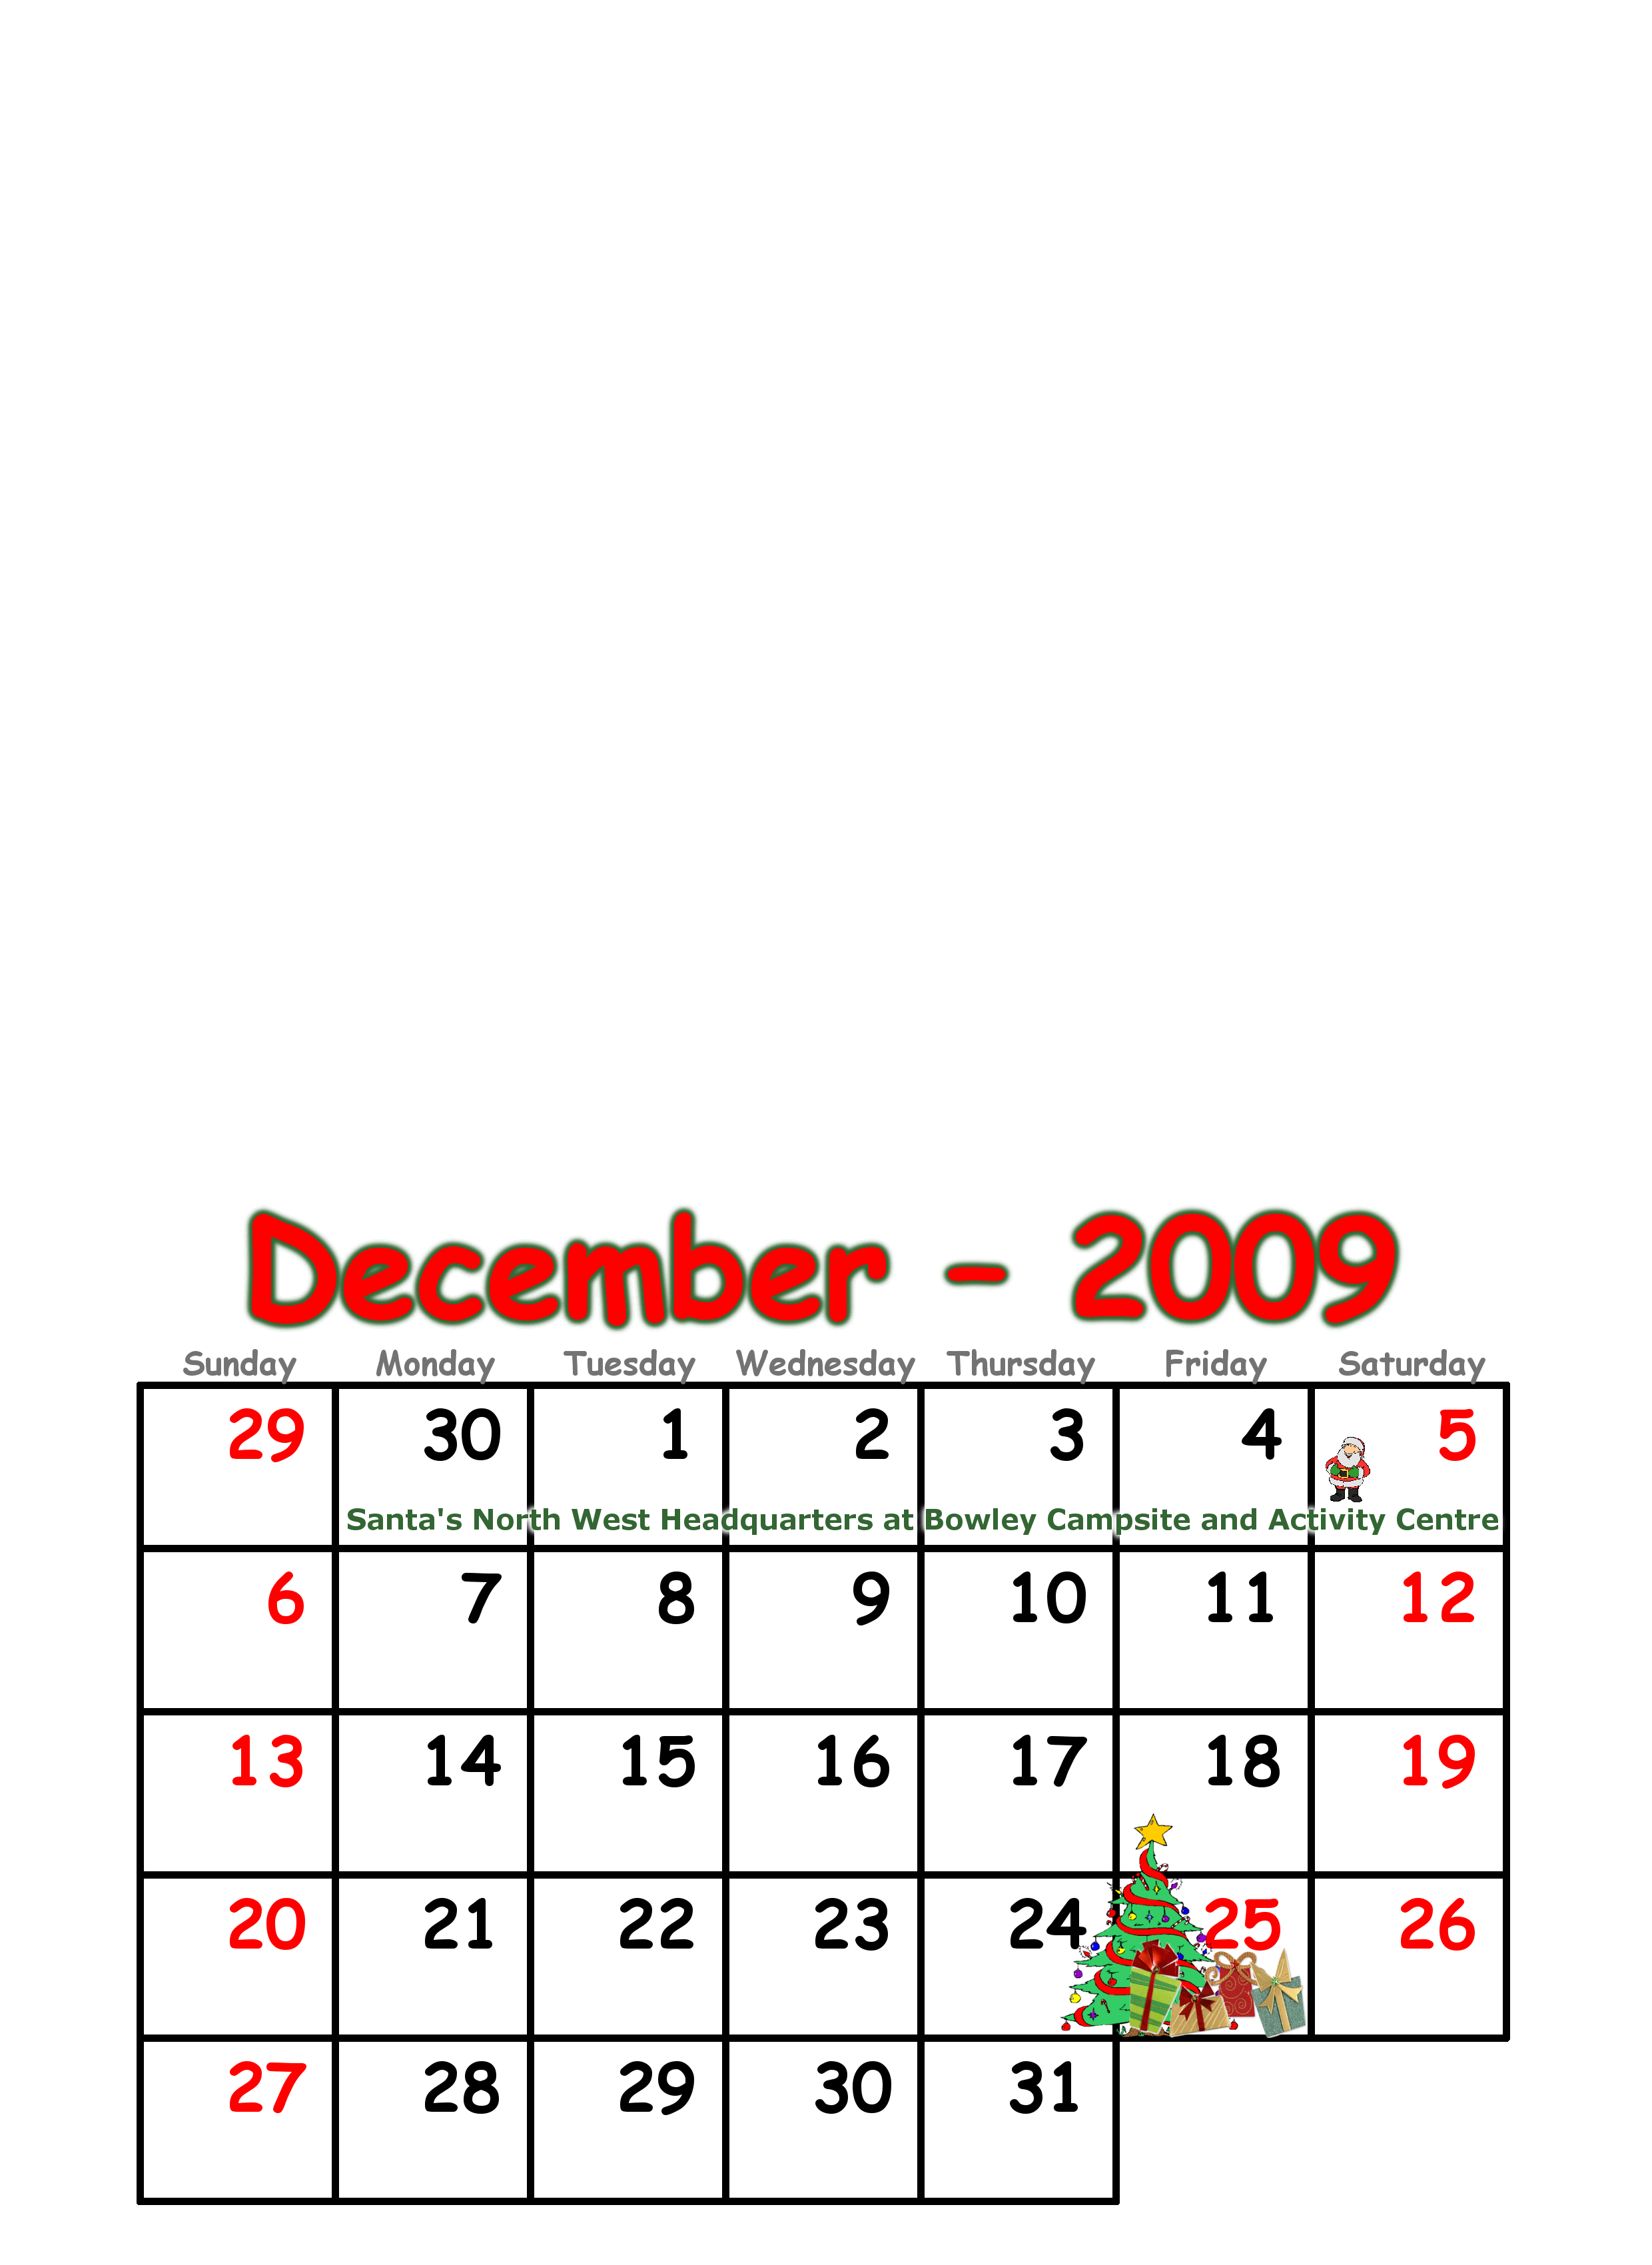 December - 2009
Sunday Monday Tuesday Wednesday Thursday Friday Saturday
29 30 1 2 3 4 5
Santa's North West Headquarters at Bowley Campsite and Activity Centre
6 7 8 9 10 11 12
13 14 15 16 17 18 19
20 21 22 23 24 25 26
27 28 29 30 31